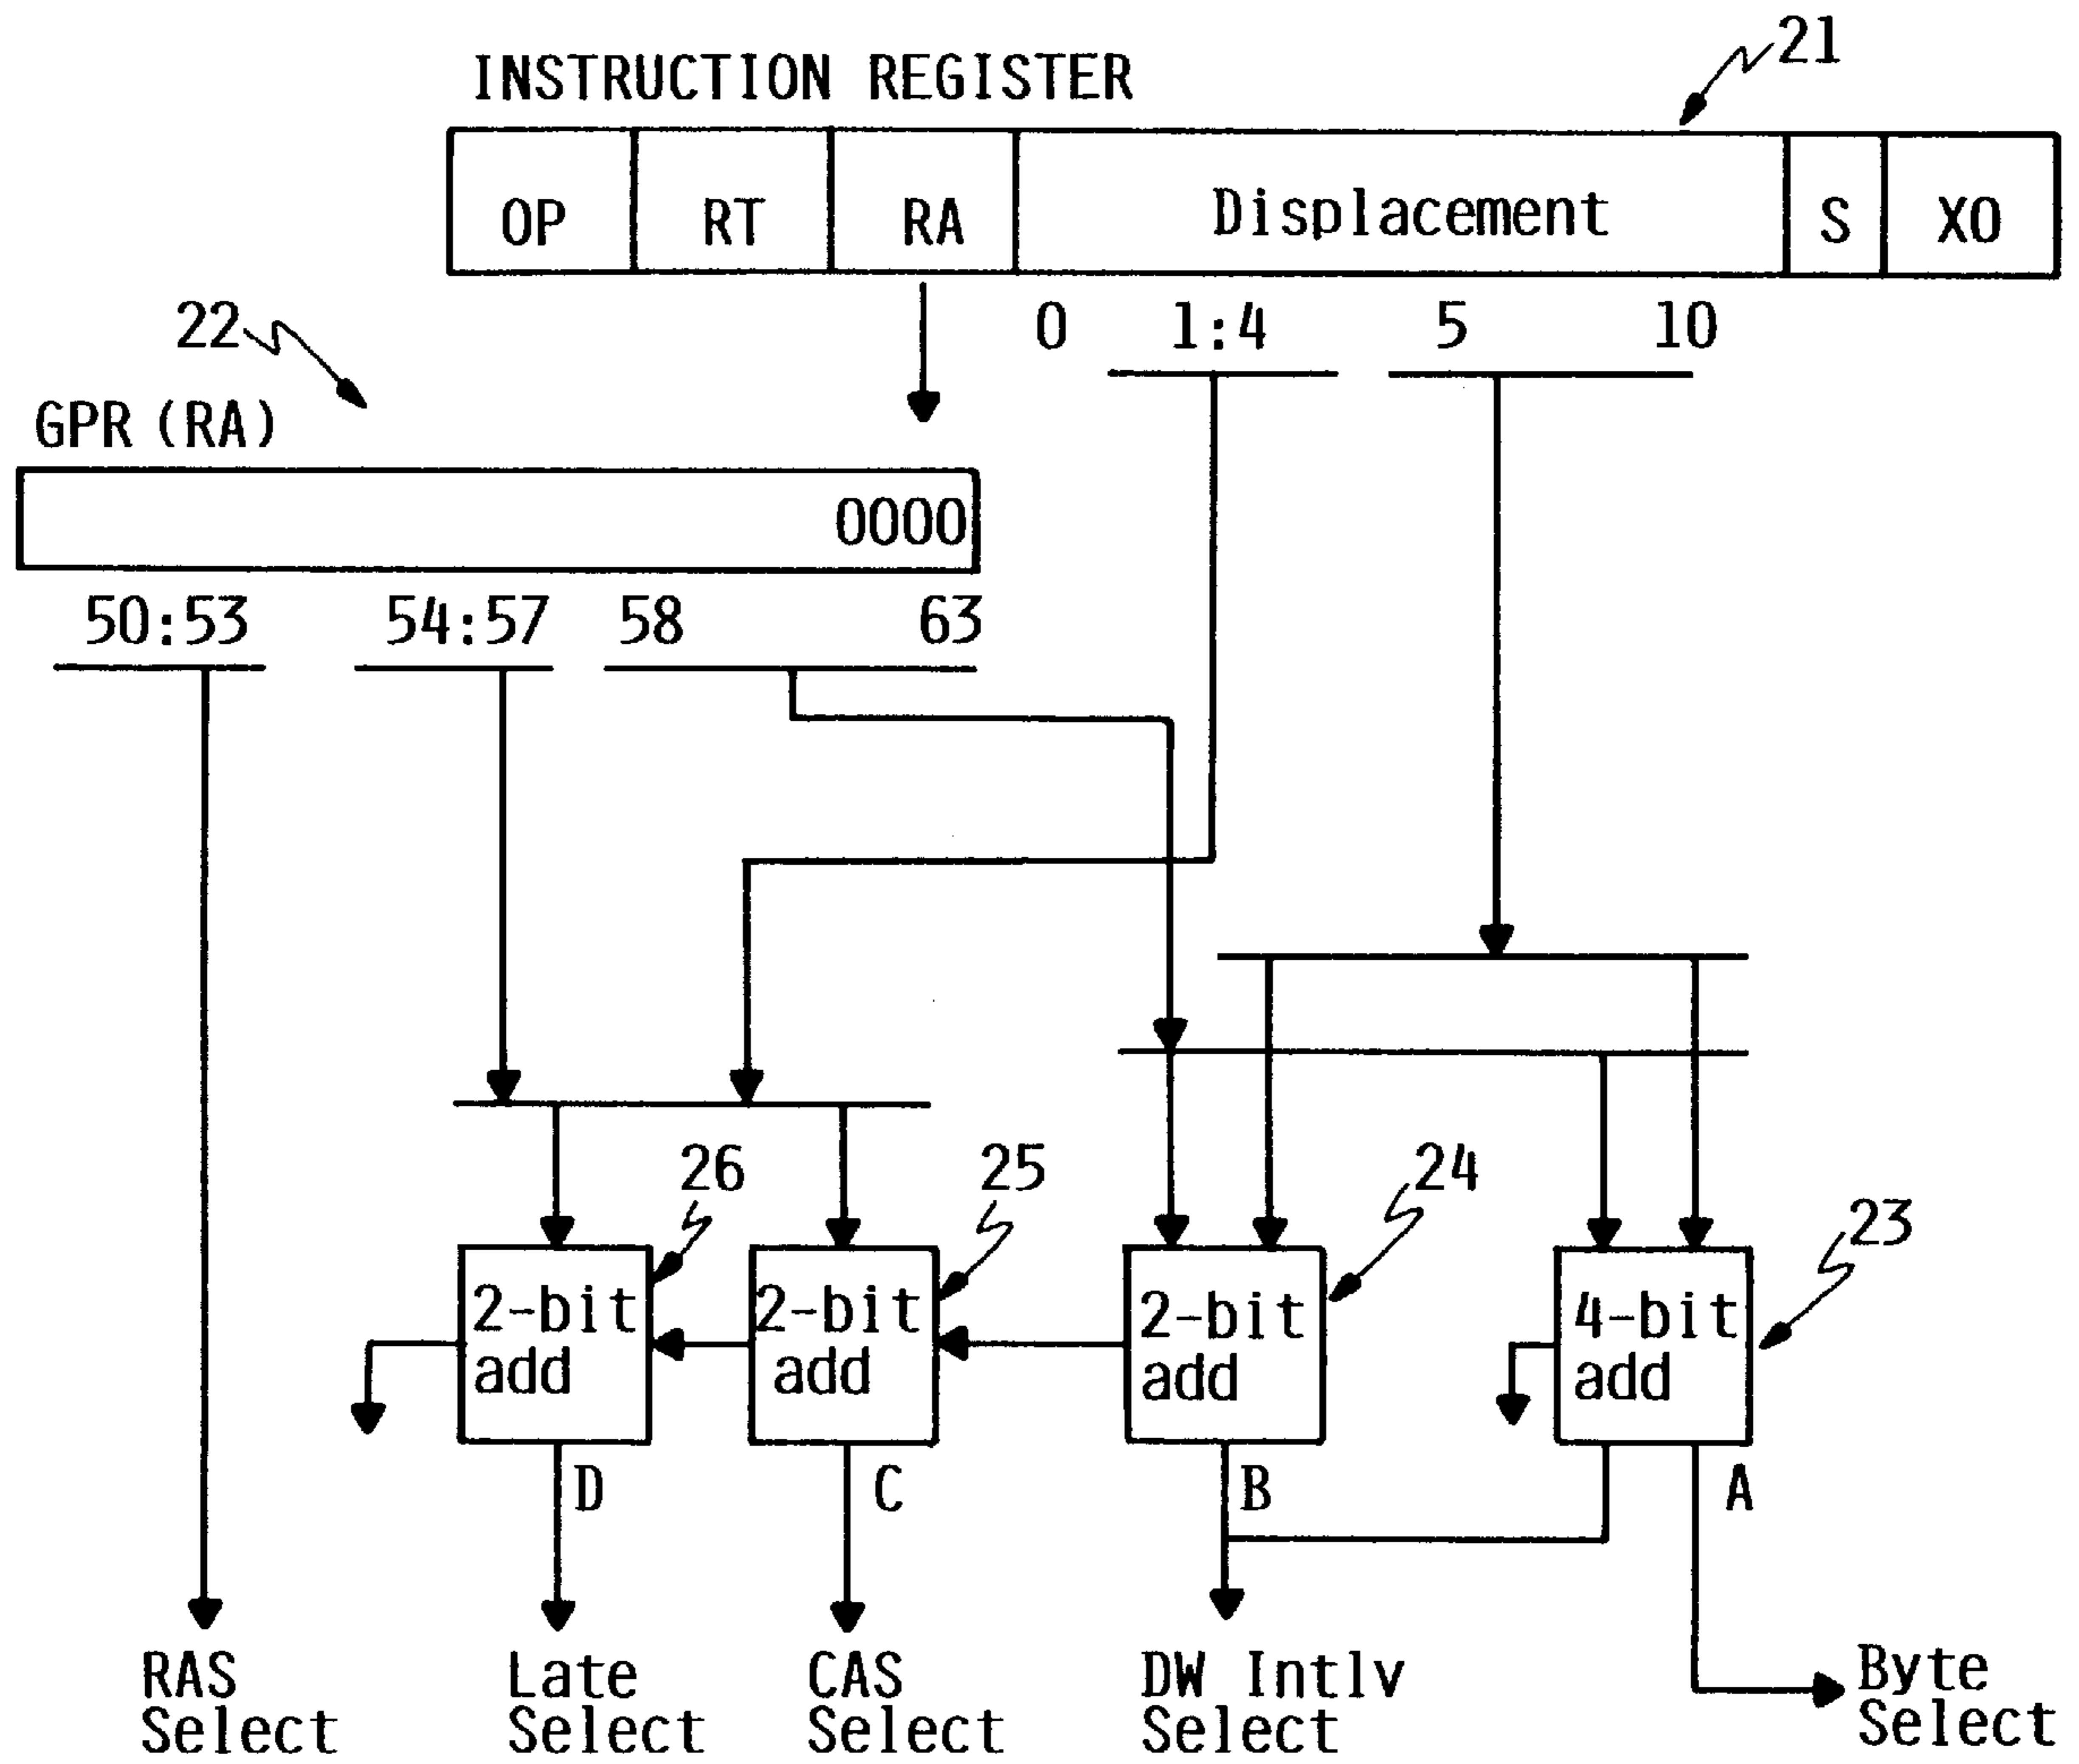 21
INSTRUCTION REGISTER
OP RT RA Displacement S XO
0 1:4 5 10
22
GPR (RA)
0000
50:53 54:57 58 63
26 25 24 23
2-bit add
2-bit add
2-bit add
4-bit add
D C B A
RAS Select
Late Select
CAS Select
DW Intlv Select
Byte Select